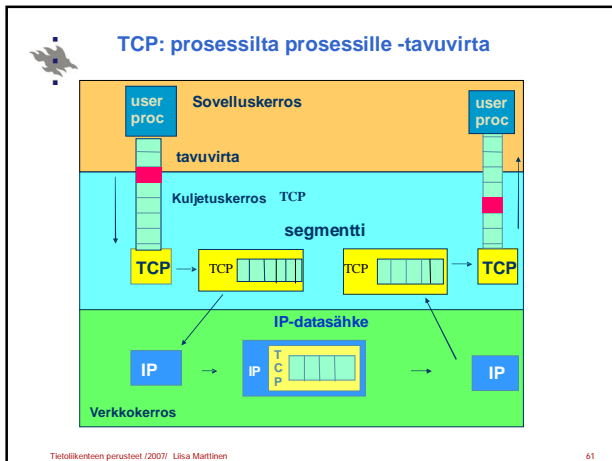 TCP: prosessilta prosessille -tavuvirta
user
proc
Sovelluskerros
user
proc
tavuvirta
Kuljetuskerros TCP
segmentti
TCP
TCP
TCP
TCP
IP-datasähke
IP
IP
T
C
P
IP
Verkkokerros
Tietoliikenteen perusteet /2007/ Liisa Marttinen
61